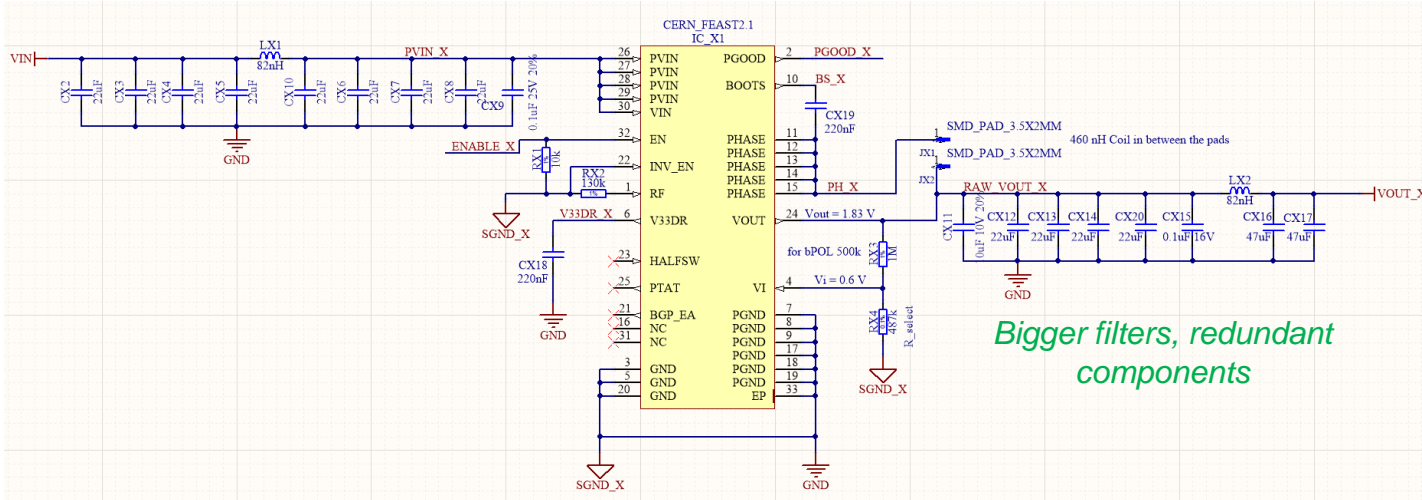 CERN_FEAST2.1
IC_X1
VIN
LX1
82nH
PVIN_X
CX2
22uF
CX3
22uF
CX4
22uF
CX5
22uF
CX10
22uF
CX6
22uF
CX7
22uF
CX8
22uF
CX9
0.1uF 25V 20%
GND
ENABLE_X
RX1
1%
10k
RX2
130k
1%
SGND_X
V33DR_X
CX18
220nF
GND
26 PVIN
27 PVIN
28 PVIN
29 PVIN
30 VIN
32 EN
22 INV_EN
1 RF
6 V33DR
23 HALFSW
25 PTAT
21 BGP_EA
16 NC
31 NC
3 GND
5 GND
20 GND
PGOOD 2
BOOTS 10
PHASE 11
PHASE 12
PHASE 13
PHASE 14
PHASE 15
VOUT 24
VI 4
PGND 7
PGND 8
PGND 9
PGND 17
PGND 18
PGND 19
EP 33
PGOOD_X
BS_X
CX19
220nF
PH_X
1 SMD_PAD_3.5X2MM
JX1
SMD_PAD_3.5X2MM
JX2
460 nH Coil in between the pads
Vout = 1.83 V
for bPOL 500k
RX3
1M
Vi = 0.6 V
RX4
487k
R_select
SGND_X
RAW_VOUT_X
CX11
0uF 10V 20%
CX12
22uF
CX13
22uF
CX14
22uF
CX20
22uF
CX15
0.1uF 16V
LX2
82nH
CX16
47uF
CX17
47uF
VOUT_X
GND
Bigger filters, redundant
components
SGND_X
GND